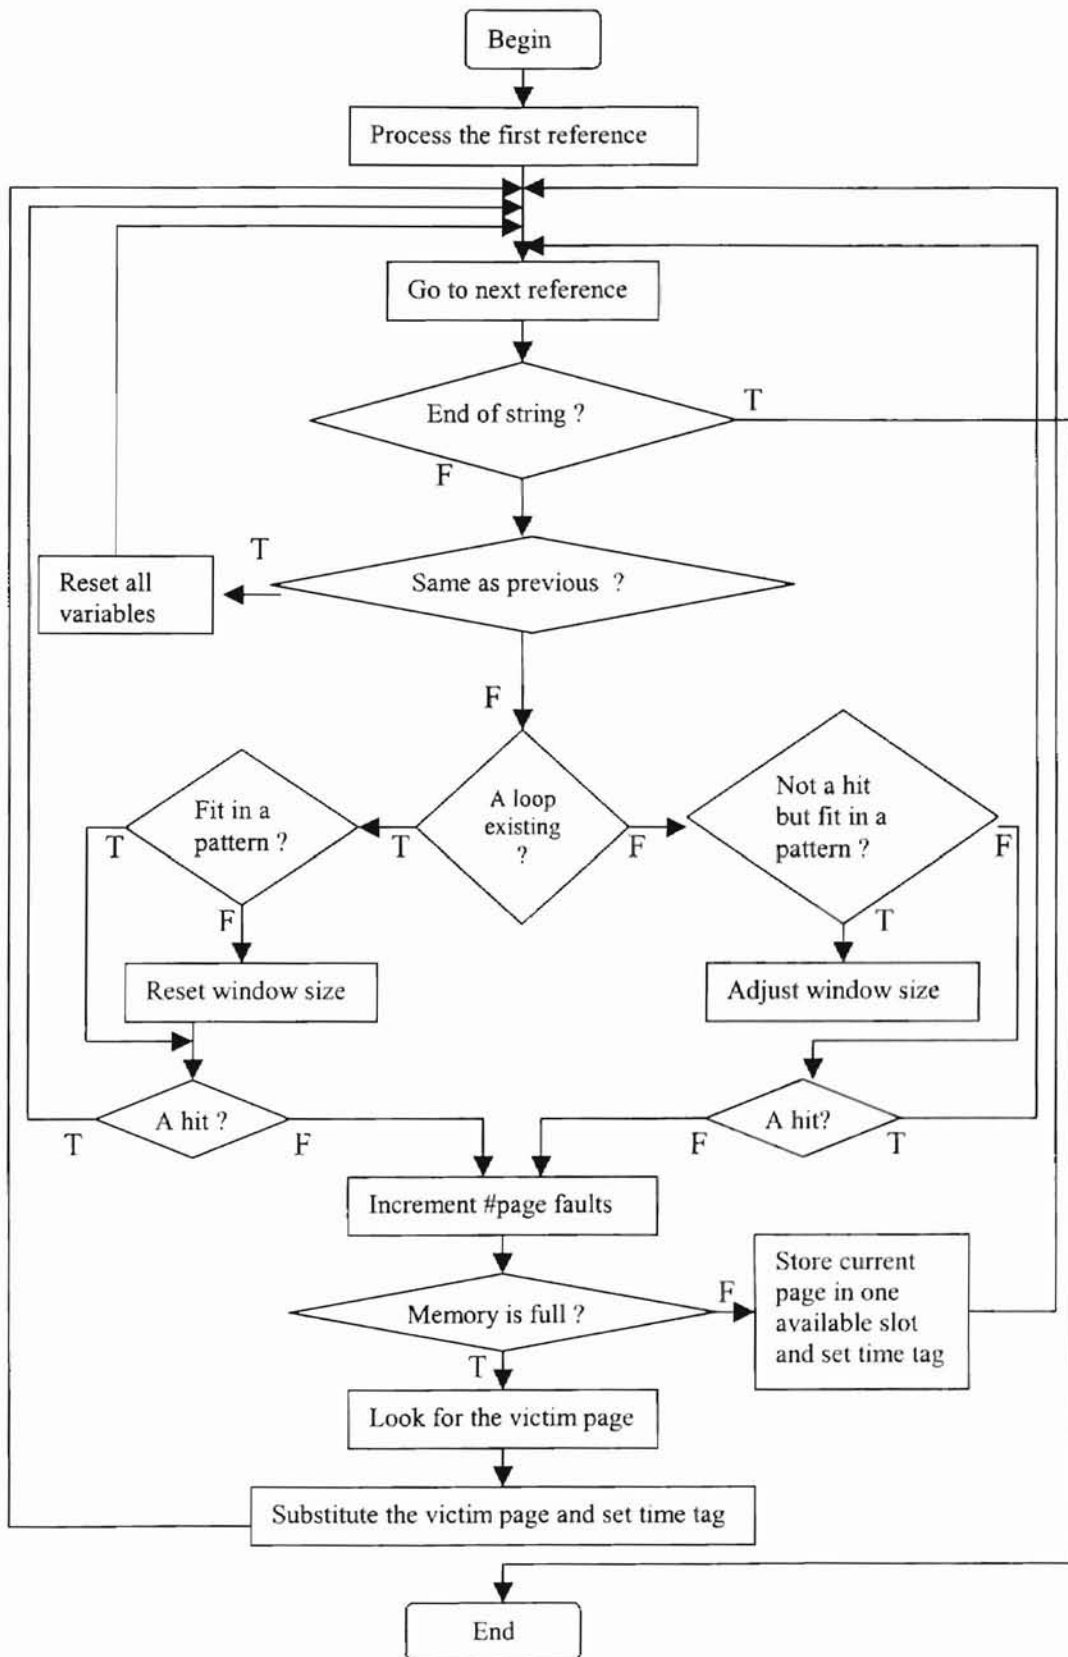 Begin
Process the first reference
Go to next reference
End of string ?
T
F
Same as previous ?
T
Reset all
variables
F
A loop
existing
?
T
F
Fit in a
pattern ?
T
F
Not a hit
but fit in a
pattern ?
F
T
Reset window size
Adjust window size
A hit ?
T
F
A hit?
F
T
Increment #page faults
Memory is full ?
F
T
Store current
page in one
available slot
and set time tag
Look for the victim page
Substitute the victim page and set time tag
End